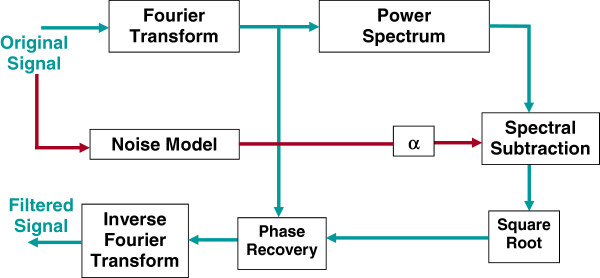 Original
Signal
Fourier
Transform
Power
Spectrum
Noise Model
α
Spectral
Subtraction
Square
Root
Phase
Recovery
Inverse
Fourier
Transform
Filtered
Signal